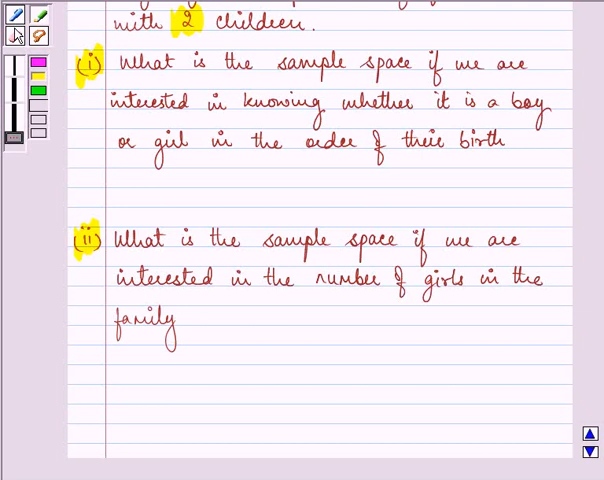 with 2 children.
(i) What is the sample space if we are
interested in knowing whether it is a boy
or girl in the order of their birth
(ii) What is the sample space if we are
interested in the number of girls in the
family